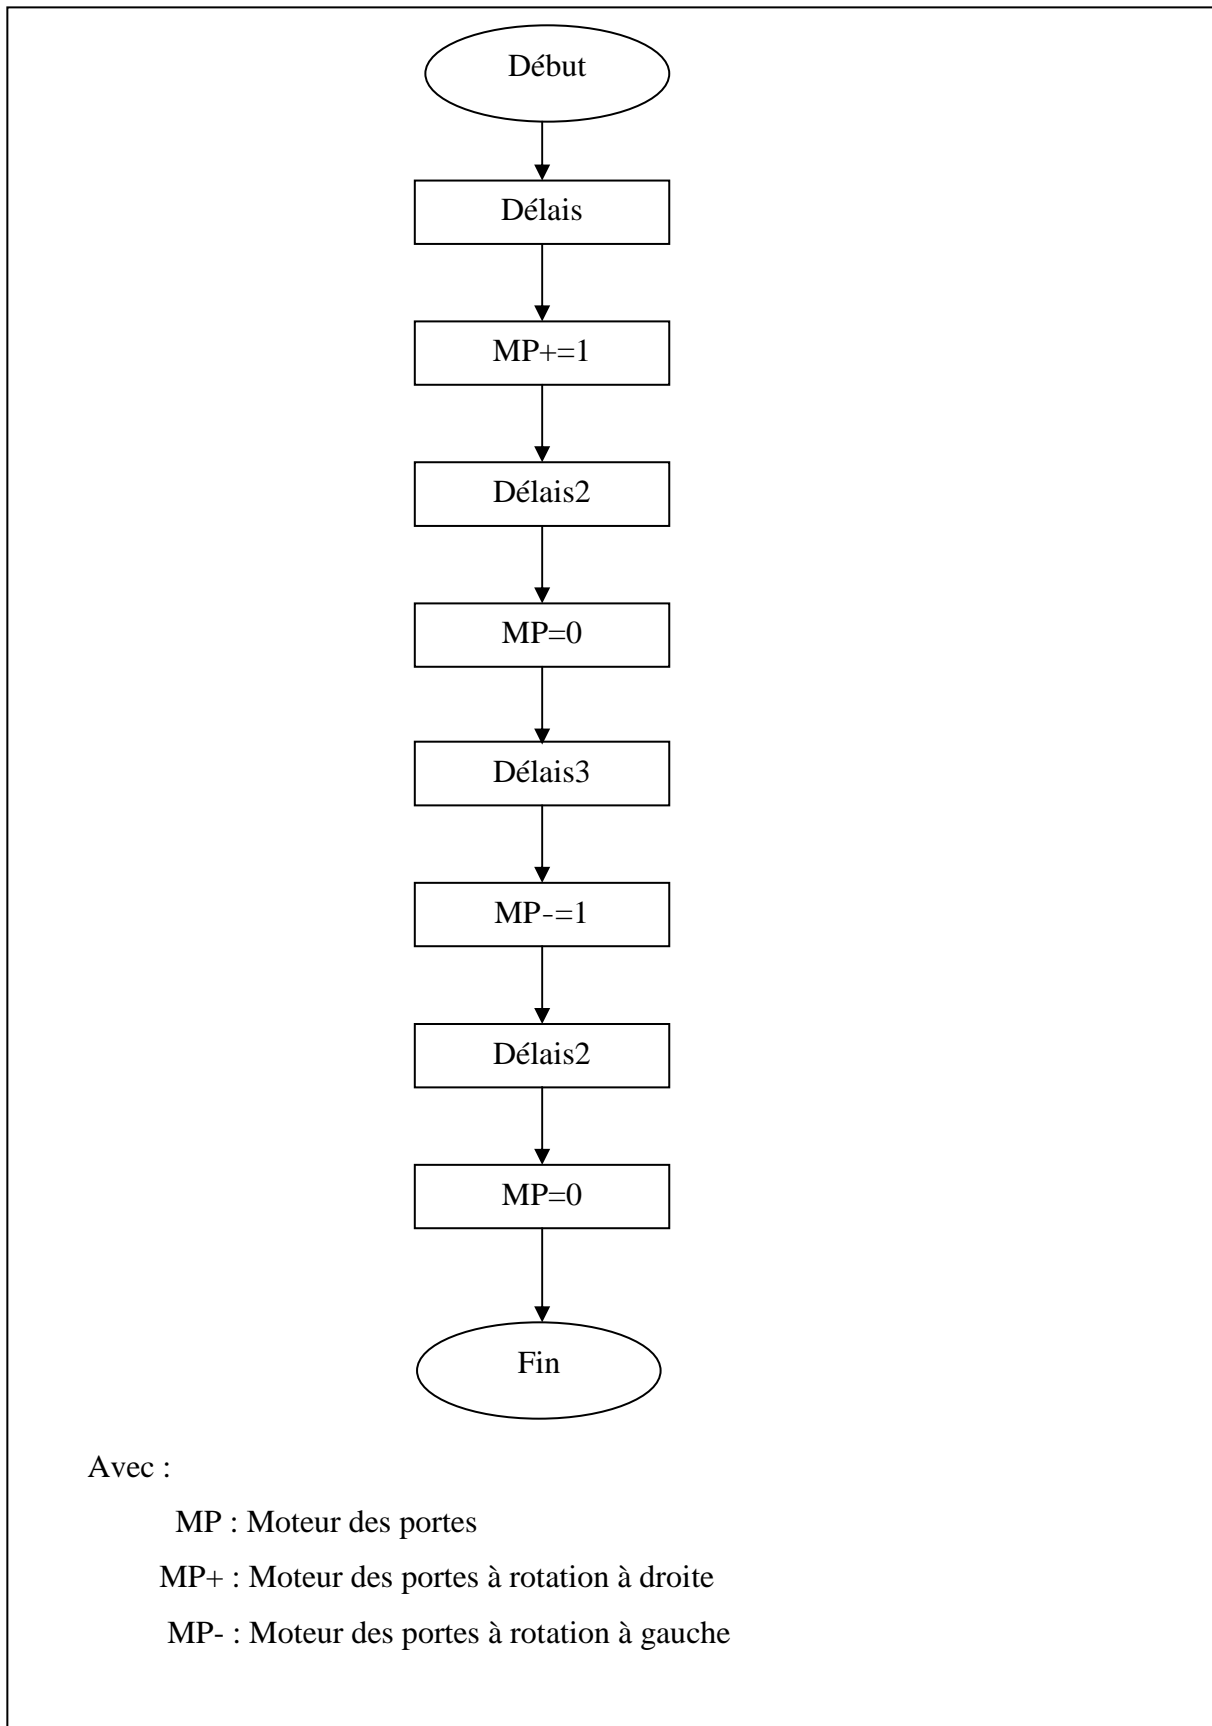 Début
Délais
MP+=1
Délais2
MP=0
Délais3
MP-=1
Délais2
MP=0
Fin
Avec :
MP : Moteur des portes
MP+ : Moteur des portes à rotation à droite
MP- : Moteur des portes à rotation à gauche